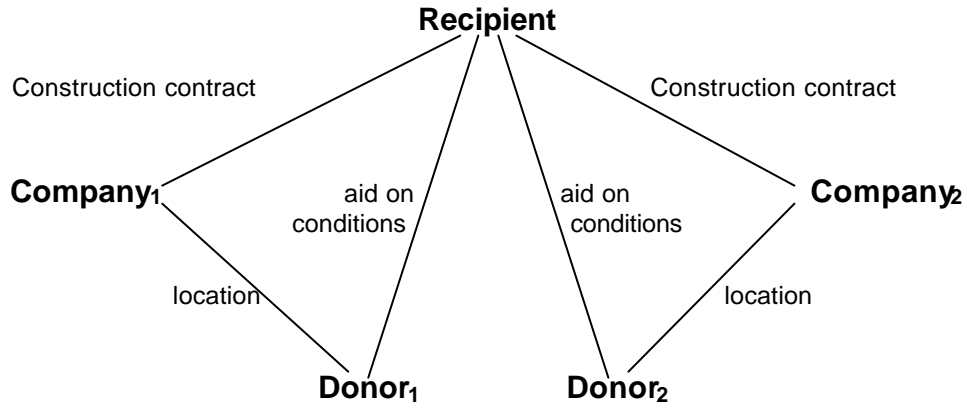 Recipient
Construction contract
Construction contract
Company1
aid on
conditions
aid on
conditions
Company2
location
location
Donor1
Donor2